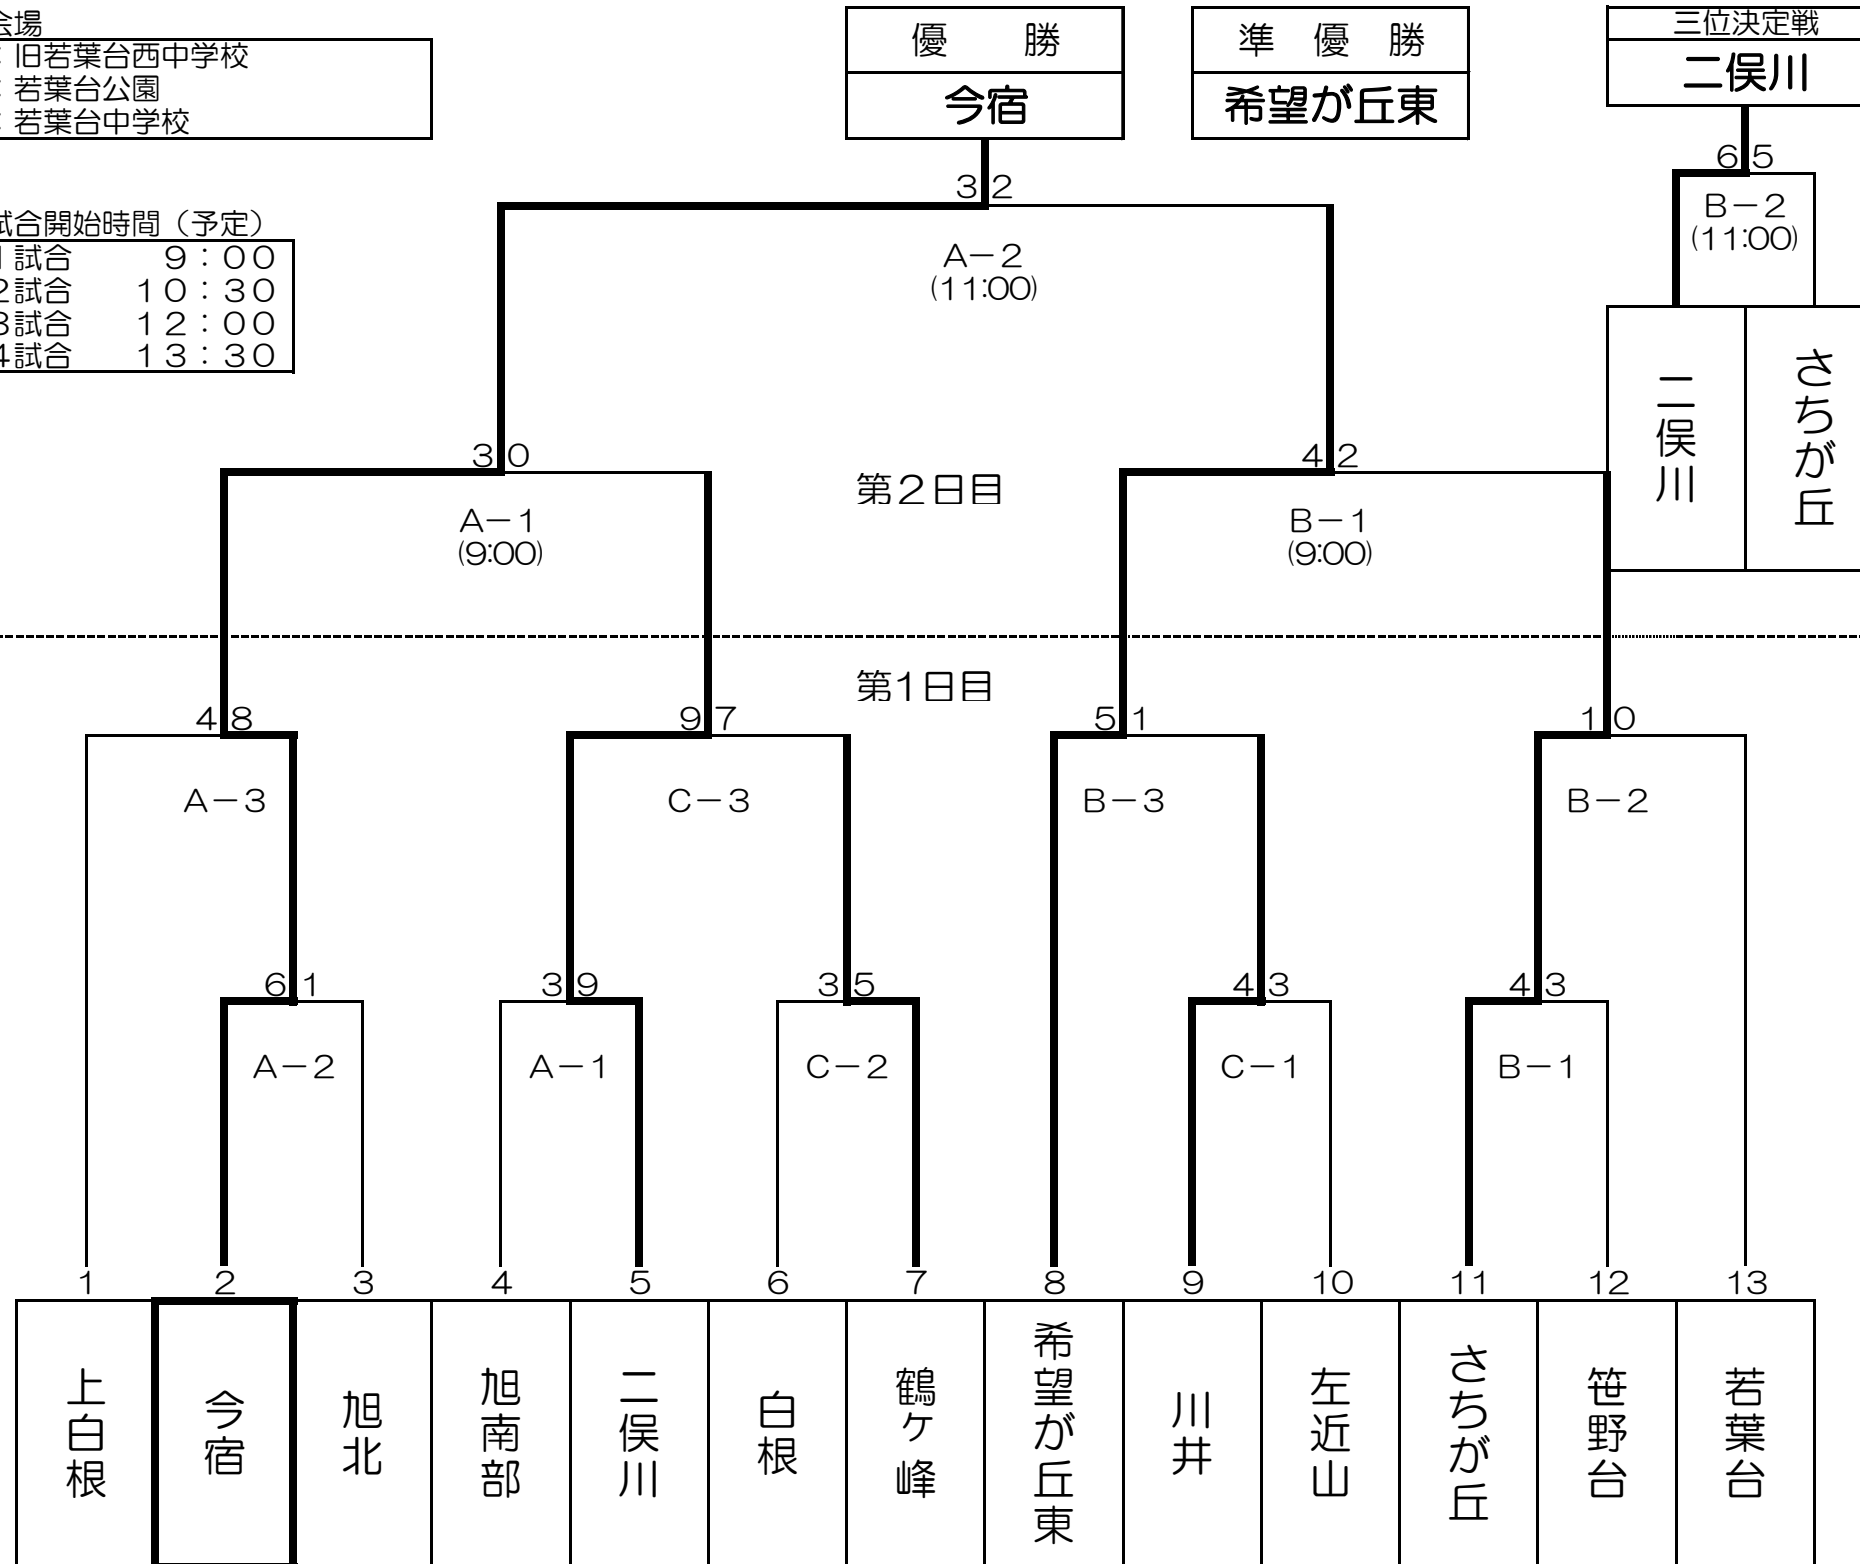 会場
：旧若葉台西中学校
：若葉台公園
：若葉台中学校
優　勝
今宿
準　優　勝
希望が丘東
三位決定戦
二俣川
6 5
B－2
(11:00)
二俣川
さちが丘
試合開始時間（予定）
1試合　９：００
2試合　１０：３０
3試合　１２：００
4試合　１３：３０
3 2
A－2
(11:00)
3 0
A－1
(9:00)
第２日目
4 2
B－1
(9:00)
第1日目
4 8
A－3
9 7
C－3
5 1
B－3
1 0
B－2
6 1
A－2
3 9
A－1
3 5
C－2
4 3
C－1
4 3
B－1
1
2
3
4
5
6
7
8
9
10
11
12
13
上白根
今宿
旭北
旭南部
二俣川
白根
鶴ケ峰
希望が丘東
川井
左近山
さちが丘
笹野台
若葉台